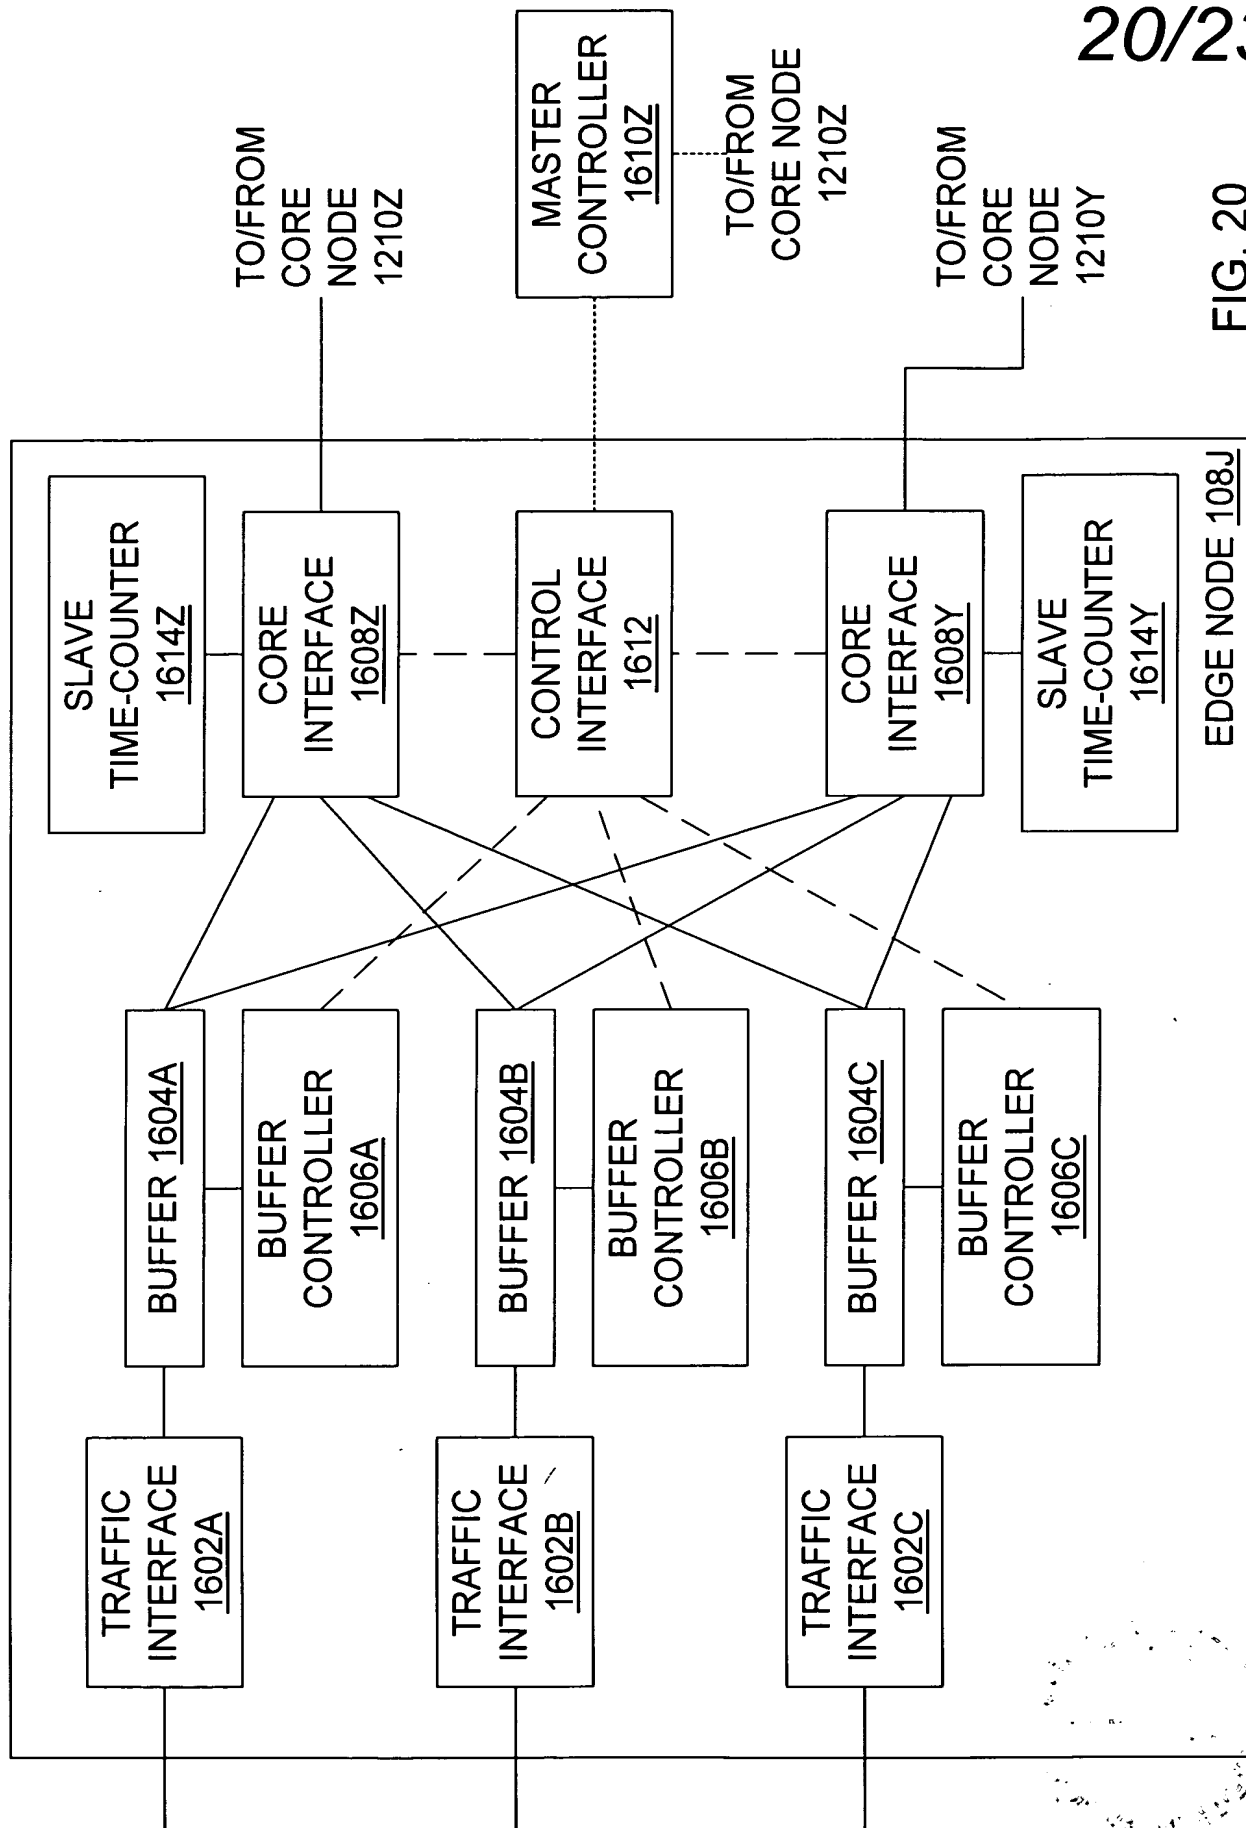 20/23
TRAFFIC
INTERFACE
1602A
BUFFER 1604A
BUFFER
CONTROLLER
1606A
SLAVE
TIME-COUNTER
1614Z
CORE
INTERFACE
1608Z
TO/FROM
CORE
NODE
1210Z
TRAFFIC
INTERFACE
1602B
BUFFER 1604B
BUFFER
CONTROLLER
1606B
CONTROL
INTERFACE
1612
MASTER
CONTROLLER
1610Z
TO/FROM
CORE NODE
1210Z
TRAFFIC
INTERFACE
1602C
BUFFER 1604C
BUFFER
CONTROLLER
1606C
CORE
INTERFACE
1608Y
SLAVE
TIME-COUNTER
1614Y
TO/FROM
CORE
NODE
1210Y
EDGE NODE 108J
FIG. 20